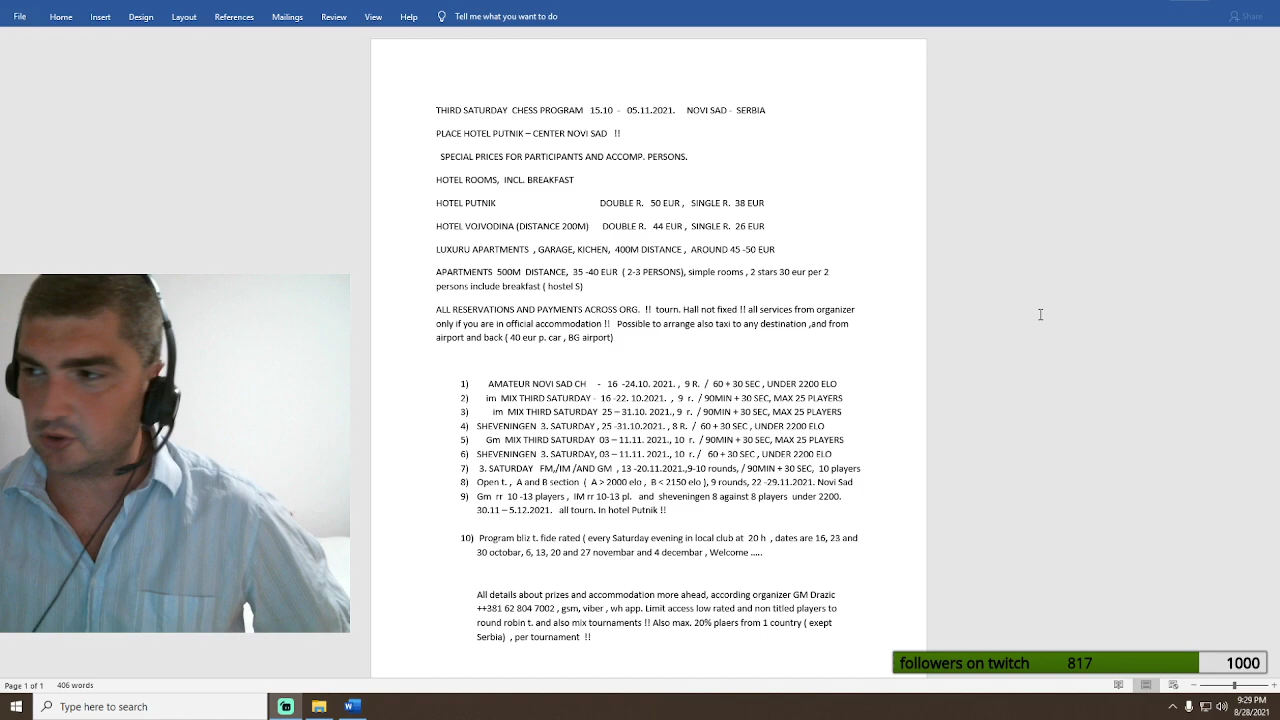 File Home Insert Draw Design Layout References Mailings Review View Help Tell me what you want to do Share
THIRD SATURDAY CHESS PROGRAM 15.10 - 05.11.2021. NOVI SAD - SERBIA
PLACE HOTEL PUTNIK – CENTER NOVI SAD !!
SPECIAL PRICES FOR PARTICIPANTS AND ACCOMP. PERSONS.
HOTEL ROOMS, INCL. BREAKFAST
HOTEL PUTNIK DOUBLE R. 50 EUR , SINGLE R. 38 EUR
HOTEL VOJVODINA (DISTANCE 200M) DOUBLE R. 44 EUR , SINGLE R. 26 EUR
LUXURU APARTMENTS , GARAGE, KICHEN, 400M DISTANCE , AROUND 45 -50 EUR
APARTMENTS 500M DISTANCE, 35 -40 EUR ( 2-3 PERSONS), simple rooms , 2 stars 30 eur per 2
persons include breakfast ( hostel S)
ALL RESERVATIONS AND PAYMENTS ACROSS ORG. !! tourn. Hall not fixed !! all services from organizer
only if you are in official accommodation !! Possible to arrange also taxi to any destination ,and from
airport and back ( 40 eur p. car , BG airport)
1) AMATEUR NOVI SAD CH - 16 -24.10. 2021. , 9 R. / 60 + 30 SEC , UNDER 2200 ELO
2) im MIX THIRD SATURDAY - 16 -22. 10.2021. , 9 r. / 90MIN + 30 SEC, MAX 25 PLAYERS
3) im MIX THIRD SATURDAY 25 – 31.10. 2021., 9 r. / 90MIN + 30 SEC, MAX 25 PLAYERS
4) SHEVENINGEN 3. SATURDAY , 25 -31.10.2021. , 8 R. / 60 + 30 SEC , UNDER 2200 ELO
5) Gm MIX THIRD SATURDAY 03 – 11.11. 2021., 10 r. / 90MIN + 30 SEC, MAX 25 PLAYERS
6) SHEVENINGEN 3. SATURDAY, 03 – 11.11. 2021., 10 r. / 60 + 30 SEC , UNDER 2200 ELO
7) 3. SATURDAY FM,/IM /AND GM , 13 -20.11.2021.,9-10 rounds, / 90MIN + 30 SEC, 10 players
8) Open t. , A and B section ( A > 2000 elo , B < 2150 elo ), 9 rounds, 22 -29.11.2021. Novi Sad
9) Gm rr 10 -13 players , IM rr 10-13 pl. and sheveningen 8 against 8 players under 2200.
30.11 – 5.12.2021. all tourn. In hotel Putnik !!
10) Program bliz t. fide rated ( every Saturday evening in local club at 20 h , dates are 16, 23 and
30 octobar, 6, 13, 20 and 27 novembar and 4 decembar , Welcome .....
All details about prizes and accommodation more ahead, according organizer GM Drazic
++381 62 804 7002 , gsm, viber , wh app. Limit access low rated and non titled players to
round robin t. and also mix tournaments !! Also max. 20% plaers from 1 country ( exept
Serbia) , per tournament !!
followers on twitch 817 1000
Page 1 of 1 406 words
Type here to search
9:29 PM
8/28/2021